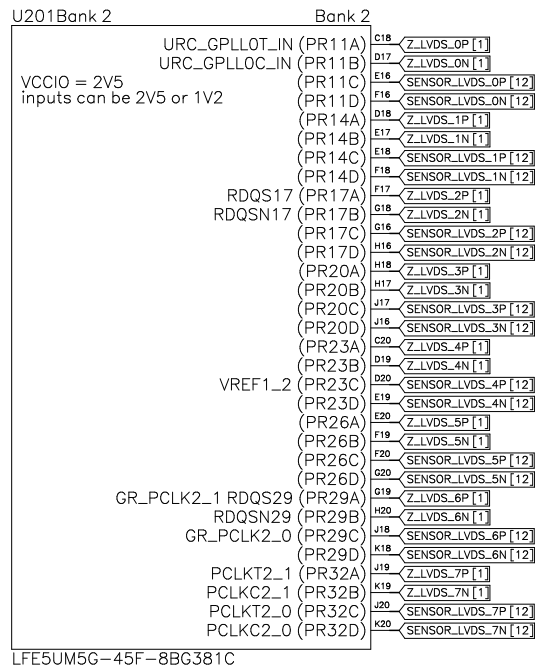 U201Bank 2 Bank 2
URC_GPLL0T_IN (PR11A) C18 Z_LVDS_0P [1]
URC_GPLL0C_IN (PR11B) D17 Z_LVDS_0N [1]
VCCIO = 2V5 (PR11C) E16 SENSOR_LVDS_0P [12]
inputs can be 2V5 or 1V2 (PR11D) F16 SENSOR_LVDS_0N [12]
(PR14A) D18 Z_LVDS_1P [1]
(PR14B) E17 Z_LVDS_1N [1]
(PR14C) E18 SENSOR_LVDS_1P [12]
(PR14D) F18 SENSOR_LVDS_1N [12]
RDQS17 (PR17A) F17 Z_LVDS_2P [1]
RDQSN17 (PR17B) G18 Z_LVDS_2N [1]
(PR17C) G16 SENSOR_LVDS_2P [12]
(PR17D) H16 SENSOR_LVDS_2N [12]
(PR20A) H18 Z_LVDS_3P [1]
(PR20B) H17 Z_LVDS_3N [1]
(PR20C) J17 SENSOR_LVDS_3P [12]
(PR20D) J16 SENSOR_LVDS_3N [12]
(PR23A) C20 Z_LVDS_4P [1]
(PR23B) D19 Z_LVDS_4N [1]
VREF1_2 (PR23C) D20 SENSOR_LVDS_4P [12]
(PR23D) E19 SENSOR_LVDS_4N [12]
(PR26A) E20 Z_LVDS_5P [1]
(PR26B) F19 Z_LVDS_5N [1]
(PR26C) F20 SENSOR_LVDS_5P [12]
(PR26D) G20 SENSOR_LVDS_5N [12]
GR_PCLK2_1 RDQS29 (PR29A) G19 Z_LVDS_6P [1]
RDQSN29 (PR29B) H20 Z_LVDS_6N [1]
GR_PCLK2_0 (PR29C) J18 SENSOR_LVDS_6P [12]
(PR29D) K18 SENSOR_LVDS_6N [12]
PCLKT2_1 (PR32A) J19 Z_LVDS_7P [1]
PCLKC2_1 (PR32B) K19 Z_LVDS_7N [1]
PCLKT2_0 (PR32C) J20 SENSOR_LVDS_7P [12]
PCLKC2_0 (PR32D) K20 SENSOR_LVDS_7N [12]
LFE5UM5G-45F-8BG381C